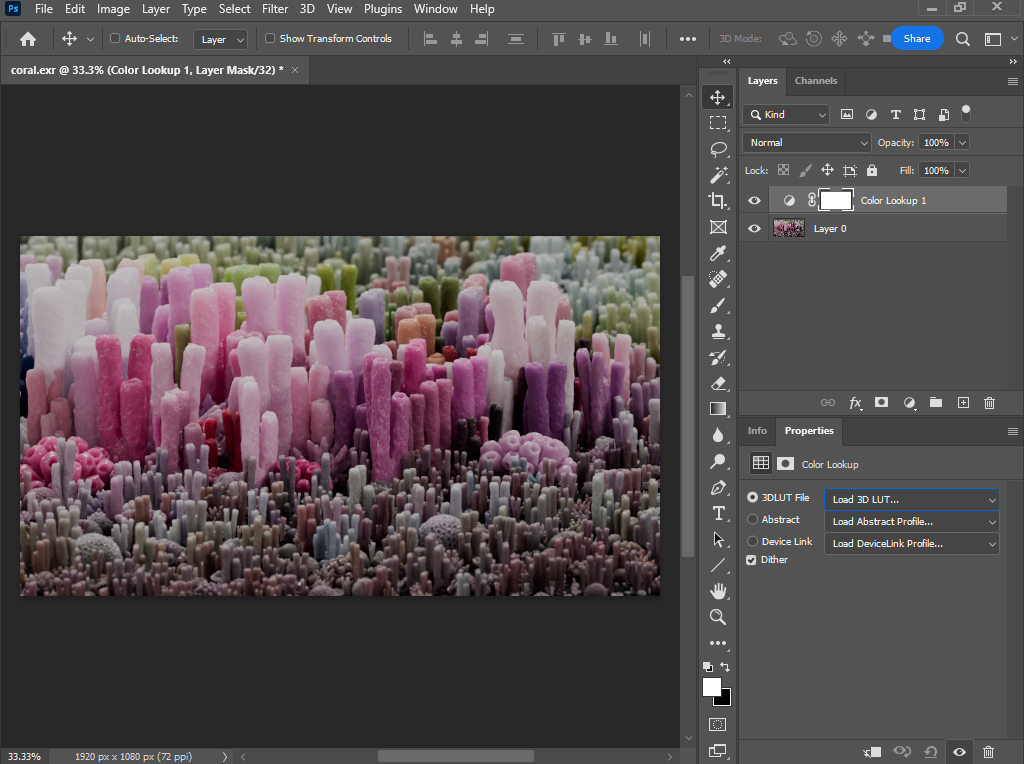 Ps File Edit Image Layer Type Select Filter 3D View Plugins Window Help
Auto-Select: Layer Show Transform Controls 3D Mode: Share
coral.exr @ 33.3% (Color Lookup 1, Layer Mask/32) *
Layers Channels
Kind
Normal Opacity: 100%
Lock: Fill: 100%
Color Lookup 1
Layer 0
fx
Info Properties
Color Lookup
3DLUT File Load 3D LUT...
Abstract Load Abstract Profile...
Device Link Load DeviceLink Profile...
Dither
33.33% 1920 px x 1080 px (72 ppi)